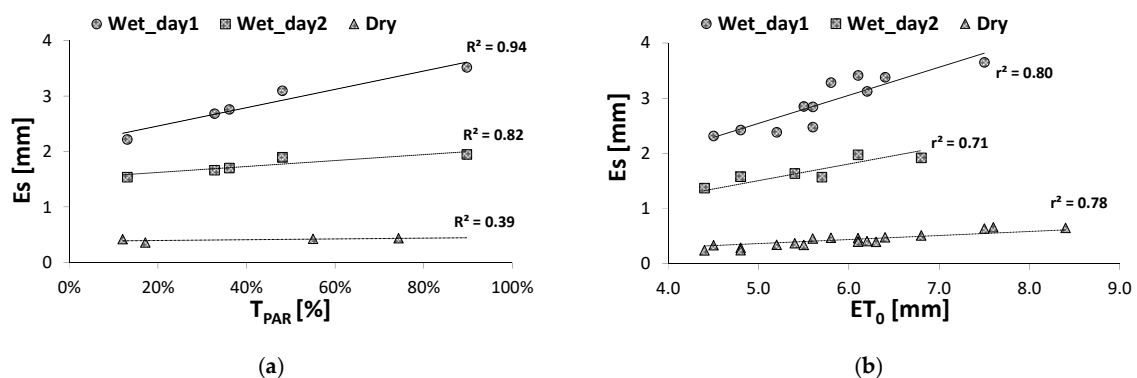 Wet_day1 Wet_day2 Dry
4
3
2
1
0
Es [mm]
R² = 0.94
R² = 0.82
R² = 0.39
0% 20% 40% 60% 80% 100%
T_PAR [%]
(a)
Wet_day1 Wet_day2 Dry
4
3
2
1
0
Es [mm]
r² = 0.80
r² = 0.71
r² = 0.78
4.0 5.0 6.0 7.0 8.0 9.0
ET₀ [mm]
(b)